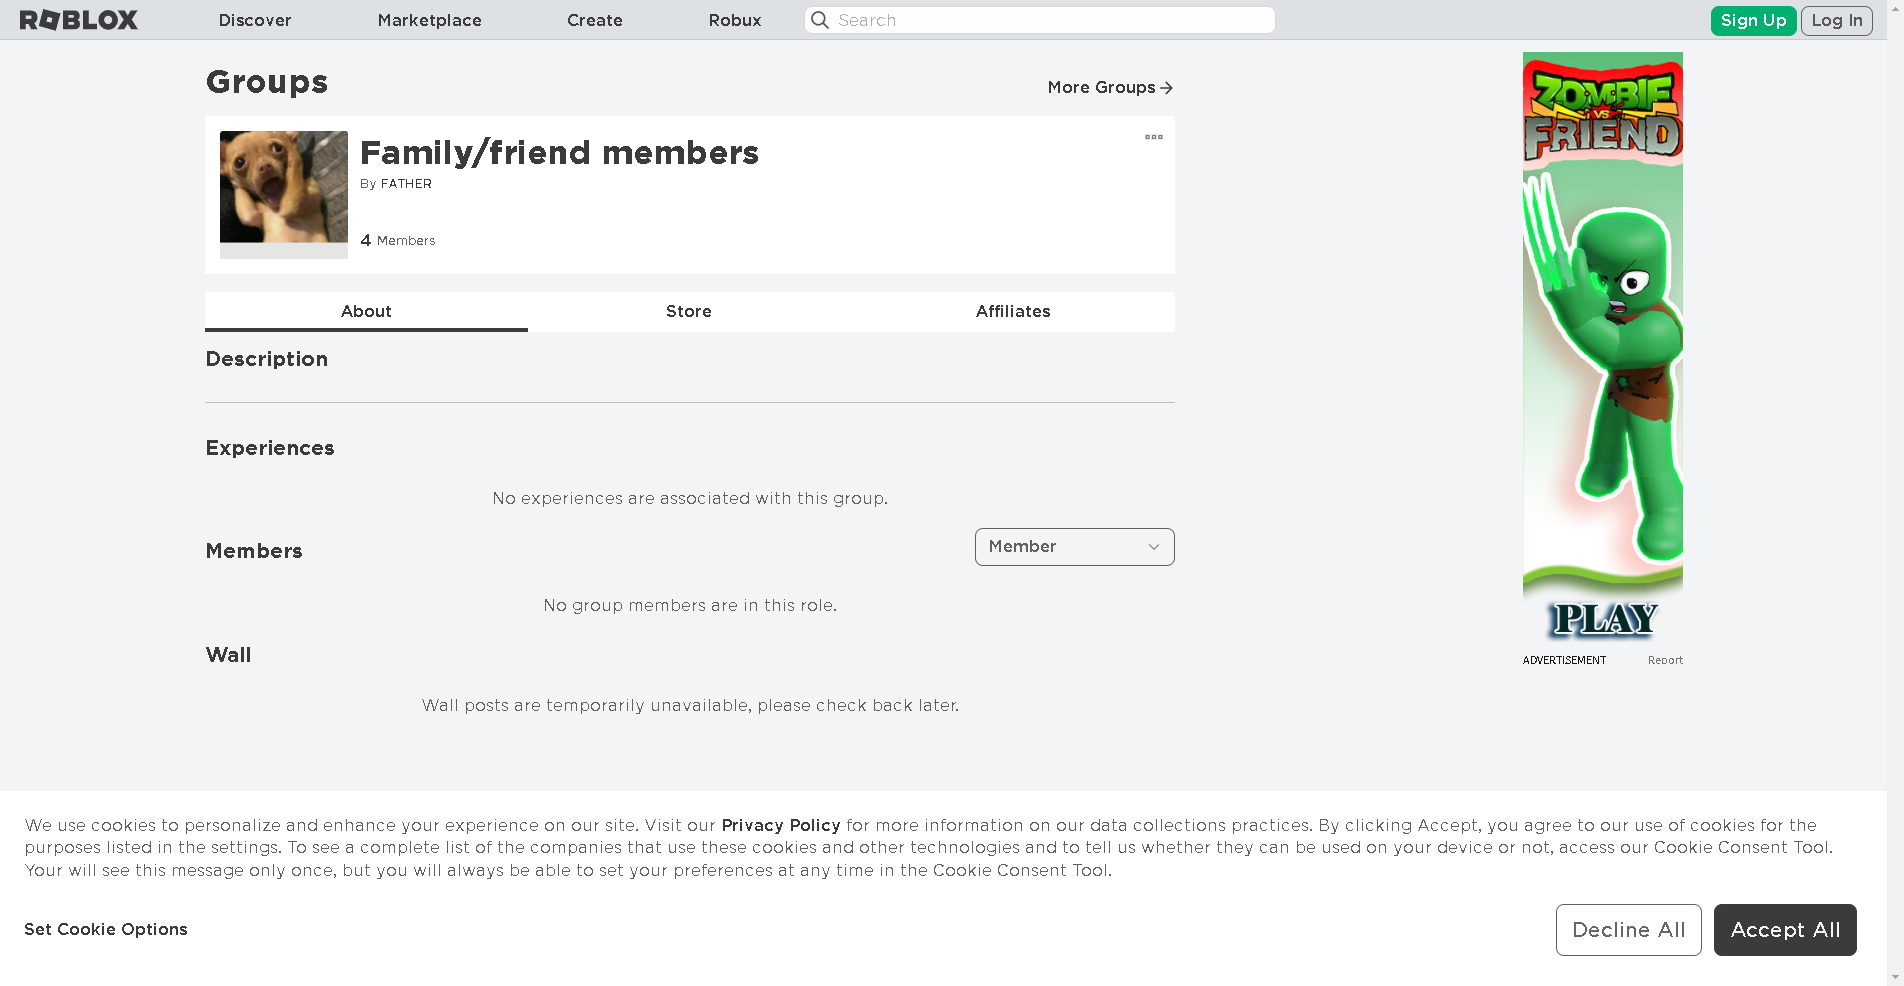 ROBLOX
Discover
Marketplace
Create
Robux
Search
Sign Up
Log In
Groups
More Groups
Family/friend members
By FATHER
4 Members
About
Store
Affiliates
Description
Experiences
No experiences are associated with this group.
Members
Member
No group members are in this role.
Wall
Wall posts are temporarily unavailable, please check back later.
ZOMBIE
VS
FRIEND
PLAY
ADVERTISEMENT
Report
We use cookies to personalize and enhance your experience on our site. Visit our Privacy Policy for more information on our data collections practices. By clicking Accept, you agree to our use of cookies for the
purposes listed in the settings. To see a complete list of the companies that use these cookies and other technologies and to tell us whether they can be used on your device or not, access our Cookie Consent Tool.
Your will see this message only once, but you will always be able to set your preferences at any time in the Cookie Consent Tool.
Set Cookie Options
Decline All
Accept All